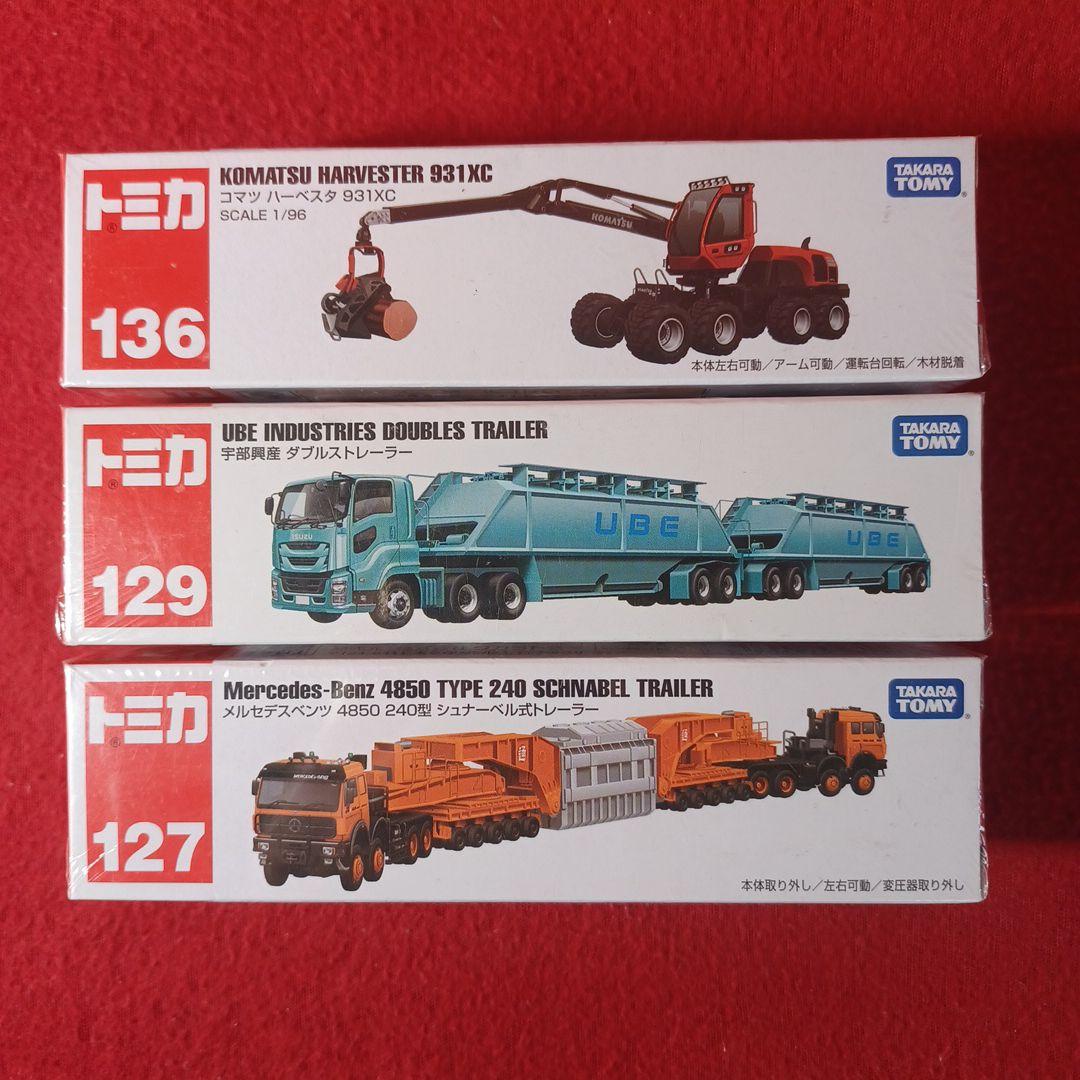 トミカ
136
KOMATSU HARVESTER 931XC
コマツ ハーベスタ 931XC
SCALE 1/96
TAKARA
TOMY
KOMATSU
本体左右可動／アーム可動／運転台回転／木材脱着
トミカ
129
UBE INDUSTRIES DOUBLES TRAILER
宇部興産 ダブルストレーラー
TAKARA
TOMY
ISUZU
UBE
UBE
トミカ
127
Mercedes-Benz 4850 TYPE 240 SCHNABEL TRAILER
メルセデスベンツ 4850 240型 シュナーベル式トレーラー
TAKARA
TOMY
MERCEDES-BENZ
本体取り外し／左右可動／変圧器取り外し